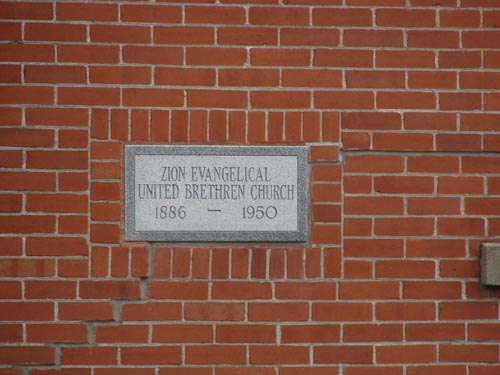 ZION EVANGELICAL
UNITED BRETHREN CHURCH
1886 — 1950